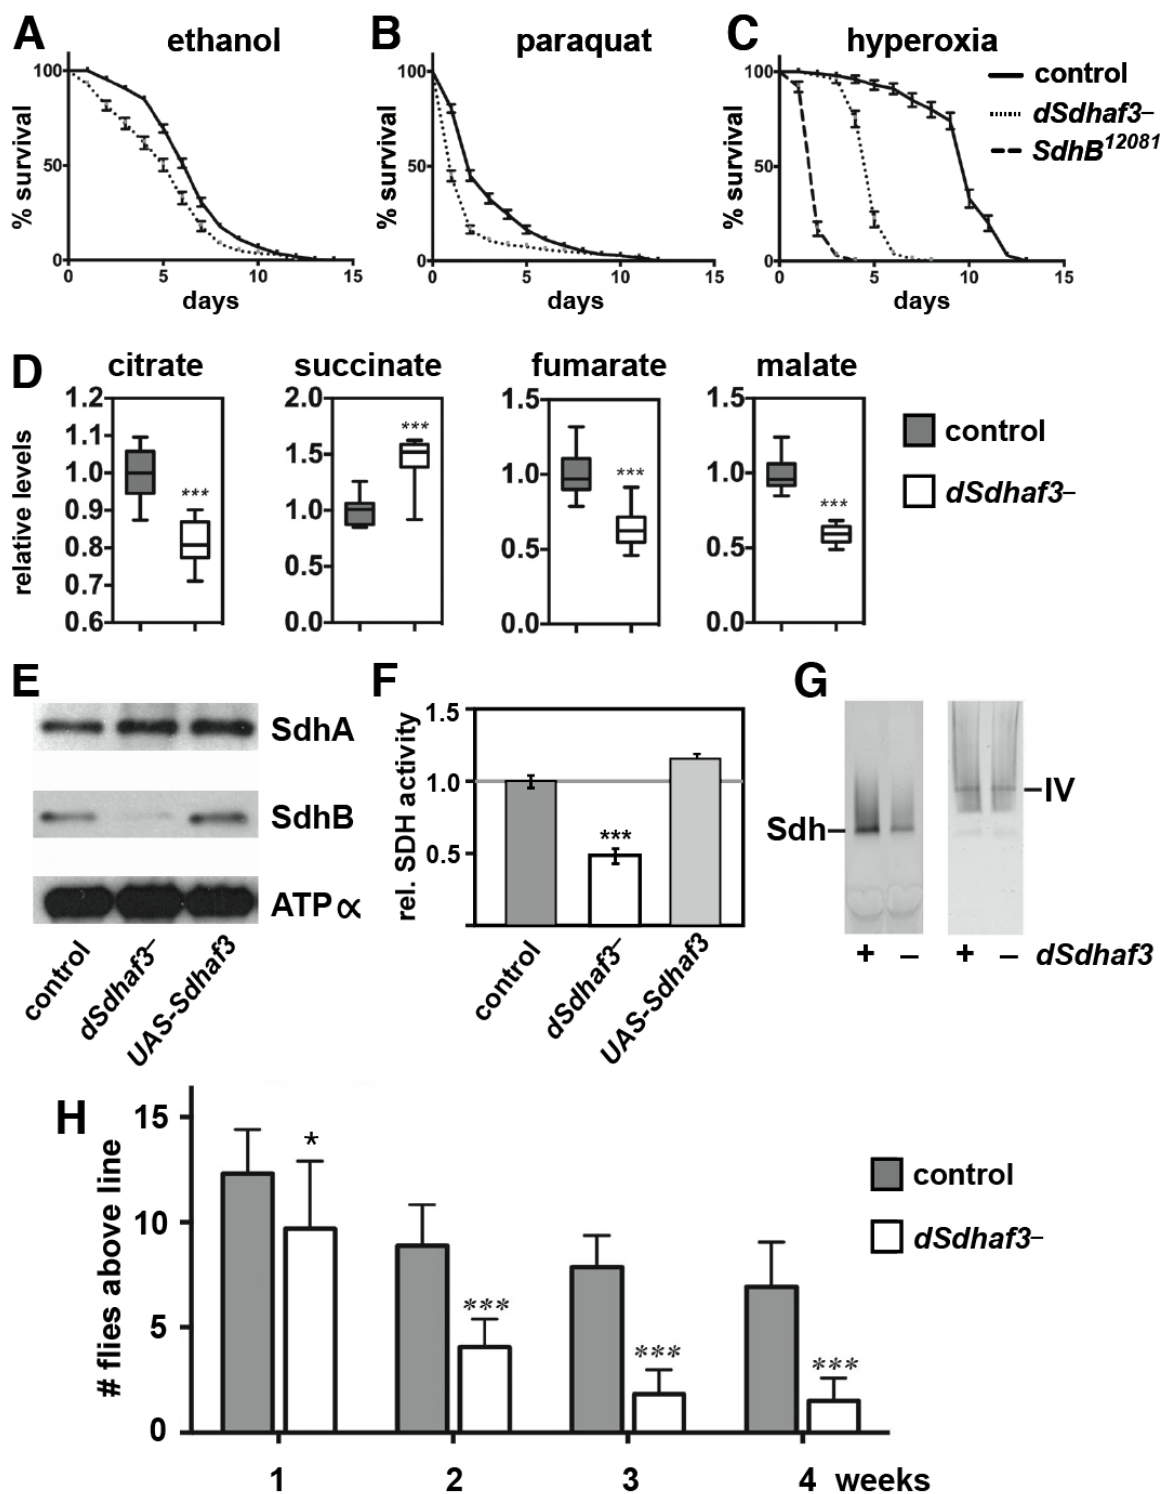 A ethanol
100
50
0
% survival
0 5 10 15
days
B paraquat
100
50
0
% survival
0 5 10 15
days
C hyperoxia
100
50
0
% survival
0 5 10 15
days
control
dSdhaf3–
SdhB12081
D
relative levels
citrate
1.2
1.1
1.0
0.9
0.8
0.7
0.6
***
succinate
2.0
1.5
1.0
0.5
0.0
***
fumarate
1.5
1.0
0.5
0.0
***
malate
1.5
1.0
0.5
0.0
***
control
dSdhaf3–
E
SdhA
SdhB
ATP∝
control
dSdhaf3–
UAS-Sdhaf3
F
rel. SDH activity
1.5
1.0
0.5
***
control
dSdhaf3–
UAS-Sdhaf3
G
Sdh
IV
+ – + – dSdhaf3
H
# flies above line
15
10
5
0
* *** *** ***
1 2 3 4 weeks
control
dSdhaf3–